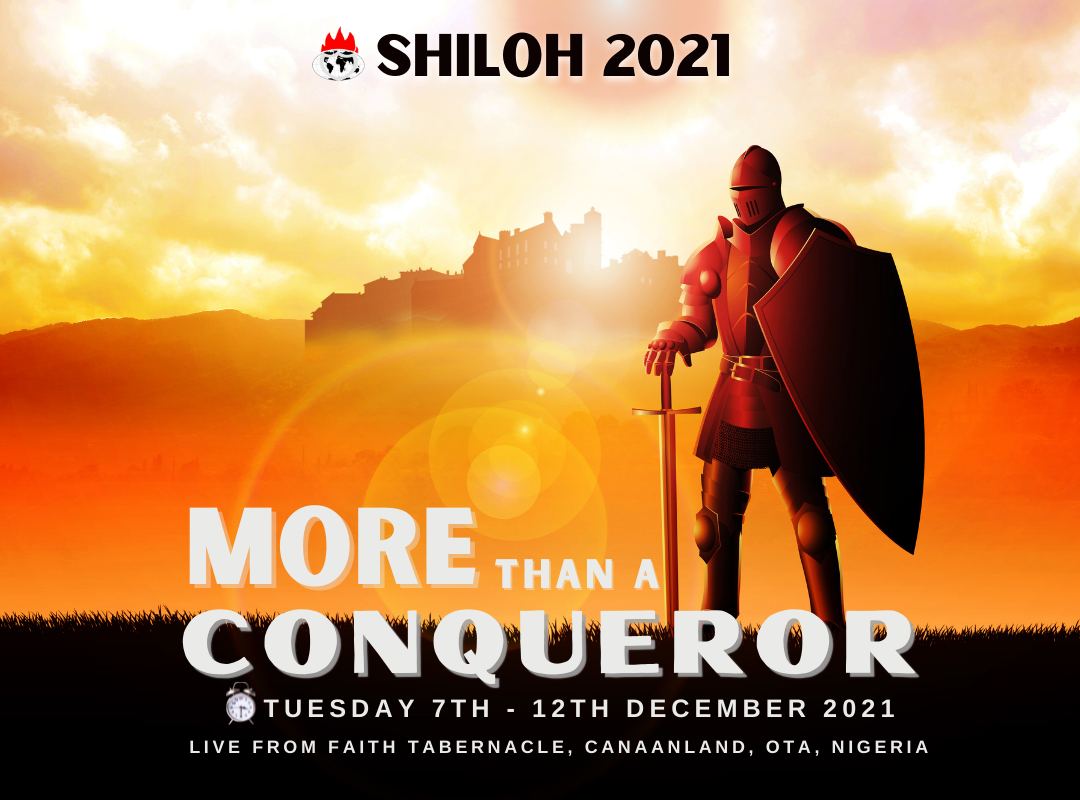 SHILOH 2021
MORE THAN A
CONQUEROR
TUESDAY 7TH - 12TH DECEMBER 2021
LIVE FROM FAITH TABERNACLE, CANAANLAND, OTA, NIGERIA